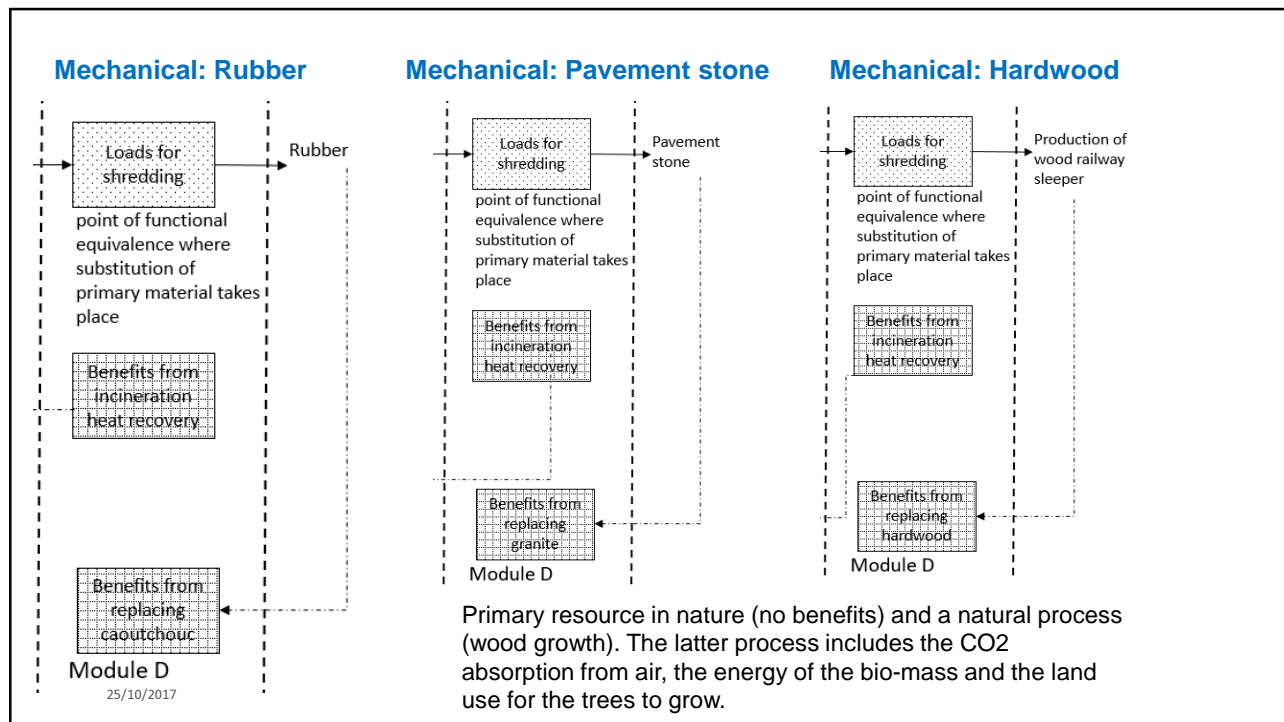 Mechanical: Rubber
Loads for
shredding
Rubber
point of functional
equivalence where
substitution of
primary material takes
place
Benefits from
incineration
heat recovery
Benefits from
replacing
caoutchouc
Module D
25/10/2017
Mechanical: Pavement stone
Loads for
shredding
Pavement
stone
point of functional
equivalence where
substitution of
primary material takes
place
Benefits from
incineration
heat recovery
Benefits from
replacing
granite
Module D
Mechanical: Hardwood
Loads for
shredding
Production of
wood railway
sleeper
point of functional
equivalence where
substitution of
primary material takes
place
Benefits from
incineration
heat recovery
Benefits from
replacing
hardwood
Module D
Primary resource in nature (no benefits) and a natural process
(wood growth). The latter process includes the CO2
absorption from air, the energy of the bio-mass and the land
use for the trees to grow.